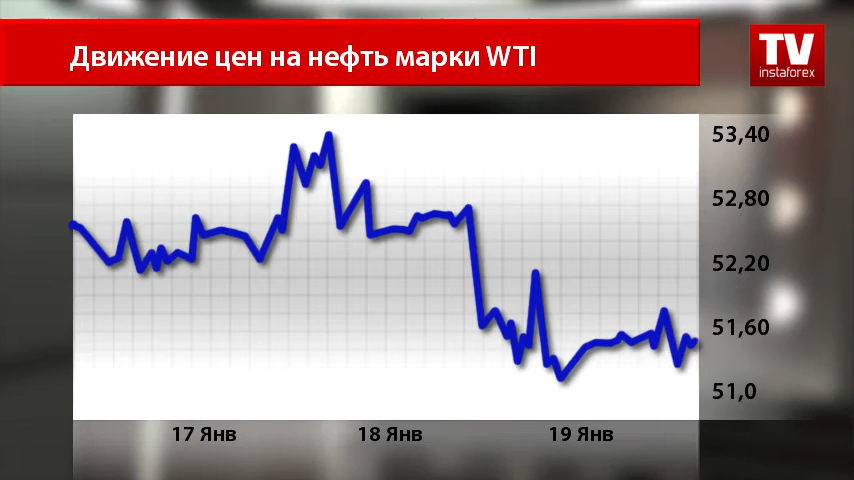 Движение цен на нефть марки WTI
TV
instaforex
53,40
52,80
52,20
51,60
51,0
17 Янв
18 Янв
19 Янв